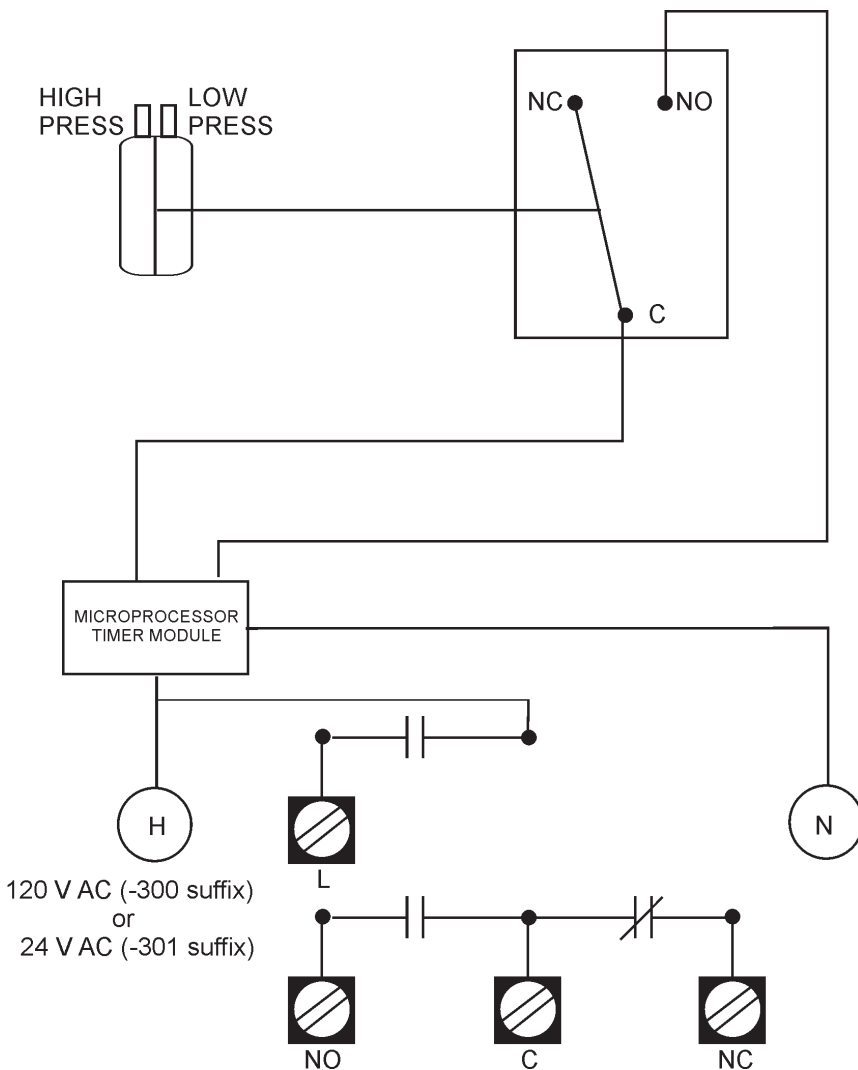 HIGH
PRESS
LOW
PRESS
NC
NO
C
MICROPROCESSOR
TIMER MODULE
H
N
L
120 V AC (-300 suffix)
or
24 V AC (-301 suffix)
NO
C
NC